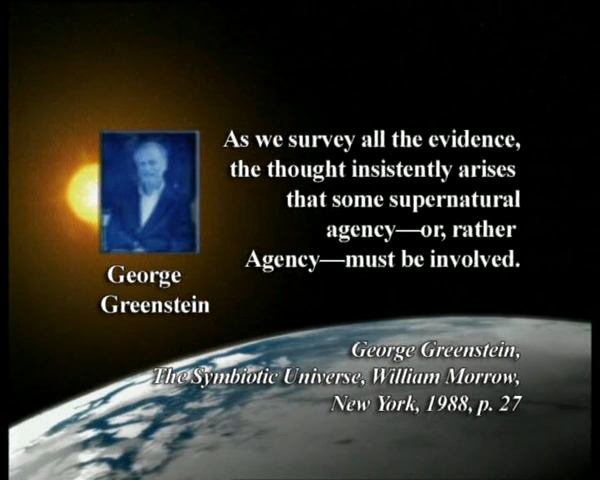 As we survey all the evidence,
the thought insistently arises
that some supernatural
agency—or, rather
Agency—must be involved.
George
Greenstein
George Greenstein,
The Symbiotic Universe, William Morrow,
New York, 1988, p. 27